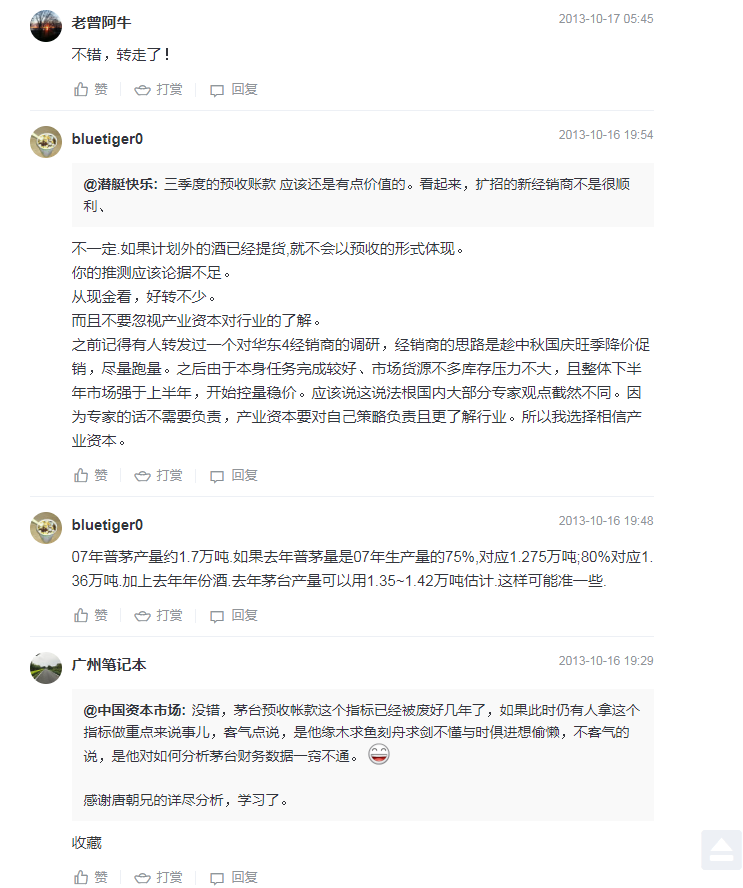 老曾阿牛
2013-10-17 05:45
不错，转走了！
赞 打赏 回复
bluetiger0
2013-10-16 19:54
@潜艇快乐: 三季度的预收账款 应该还是有点价值的。看起来，扩招的新经销商不是很顺
利、
不一定.如果计划外的酒已经提货,就不会以预收的形式体现。
你的推测应该论据不足。
从现金看，好转不少。
而且不要忽视产业资本对行业的了解。
之前记得有人转发过一个对华东4经销商的调研，经销商的思路是趁中秋国庆旺季降价促
销，尽量跑量。之后由于本身任务完成较好、市场货源不多库存压力不大，且整体下半
年市场强于上半年，开始控量稳价。应该说这说法根国内大部分专家观点截然不同。因
为专家的话不需要负责，产业资本要对自己策略负责且更了解行业。所以我选择相信产
业资本。
赞 打赏 回复
bluetiger0
2013-10-16 19:48
07年普茅产量约1.7万吨.如果去年普茅量是07年生产量的75%,对应1.275万吨;80%对应1.
36万吨.加上去年年份酒.去年茅台产量可以用1.35~1.42万吨估计.这样可能准一些.
赞 打赏 回复
广州笔记本
2013-10-16 19:29
@中国资本市场: 没错，茅台预收帐款这个指标已经被废好几年了，如果此时仍有人拿这个
指标做重点来说事儿，客气点说，是他缘木求鱼刻舟求剑不懂与时俱进想偷懒，不客气的
说，是他对如何分析茅台财务数据一窍不通。
感谢唐朝兄的详尽分析，学习了。
收藏
赞 打赏 回复